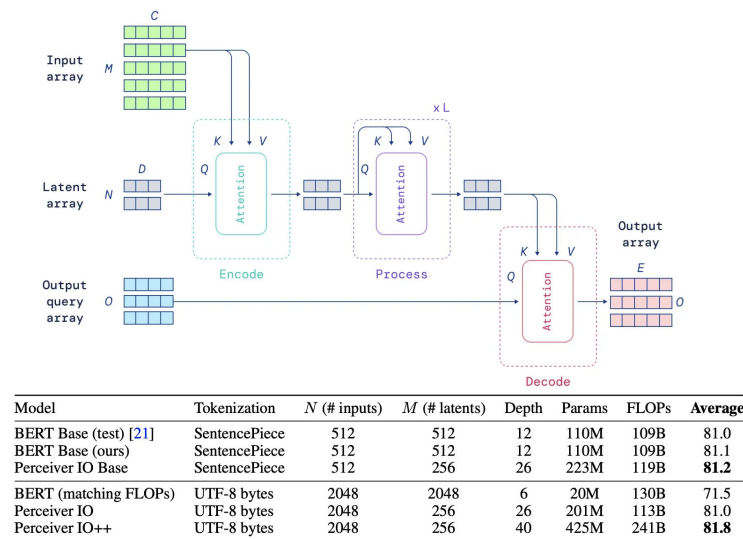 C
Input
array
M
x L
K V
K V
D
Q
Q
Latent
array
N
Attention
Attention
Output
array
K V
Encode
Process
Q
E
Output
query
array
O
Attention
O
Decode
Model Tokenization N (# inputs) M (# latents) Depth Params FLOPs Average
BERT Base (test) [21] SentencePiece 512 512 12 110M 109B 81.0
BERT Base (ours) SentencePiece 512 512 12 110M 109B 81.1
Perceiver IO Base SentencePiece 512 256 26 223M 119B 81.2
BERT (matching FLOPs) UTF-8 bytes 2048 2048 6 20M 130B 71.5
Perceiver IO UTF-8 bytes 2048 256 26 201M 113B 81.0
Perceiver IO++ UTF-8 bytes 2048 256 40 425M 241B 81.8